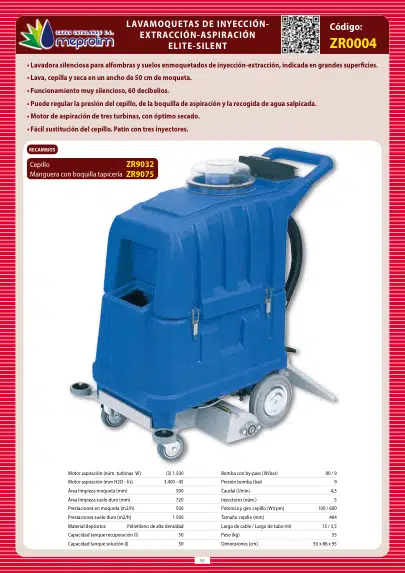 CAYAS CATALANAS S.L.
meprolim
LAVAMOQUETAS DE INYECCIÓN-
EXTRACCIÓN-ASPIRACIÓN
ELITE-SILENT
Código:
ZR0004
• Lavadora silenciosa para alfombras y suelos enmoquetados de inyección-extracción, indicada en grandes superficies.
• Lava, cepilla y seca en un ancho de 50 cm de moqueta.
• Funcionamiento muy silencioso, 60 decibelios.
• Puede regular la presión del cepillo, de la boquilla de aspiración y la recogida de agua salpicada.
• Motor de aspiración de tres turbinas, con óptimo secado.
• Fácil sustitución del cepillo. Patín con tres inyectores.
RECAMBIOS
Cepillo ZR9032
Manguera con boquilla tapicería ZR9075
Motor aspiración (núm. turbinas W) (3) 1.500
Motor aspiración (mm H2O - l/s) 3.400 - 45
Área limpieza moqueta (mm) 500
Área limpieza suelo duro (mm) 720
Prestaciones en moqueta (m2/h) 500
Prestaciones suelo duro (m2/h) 1.500
Material depósitos Polietileno de alta densidad
Capacidad tanque recuperación (l) 50
Capacidad tanque solución (l) 50
Bomba con by-pass (W/bar) 80 / 9
Presión bomba (bar) 9
Caudal (l/min) 4,5
Inyectores (núm.) 5
Potencia y giro cepillo (W/rpm) 100 / 600
Tamaño cepillo (mm) 464
Largo de cable / Largo de tubo (m) 15 / 3,5
Peso (kg) 55
Dimensiones (cm) 50 x 86 x 95